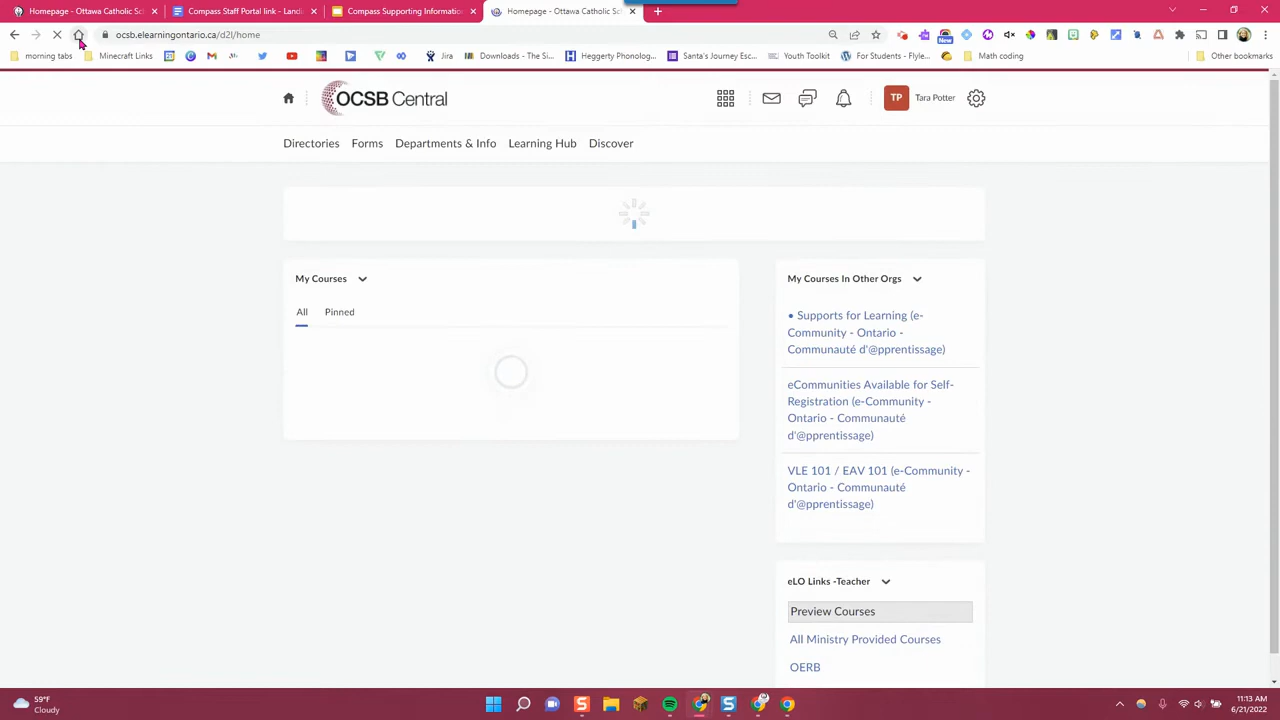 Homepage - Ottawa Catholic Sc
Compass Staff Portal link - Landi
Compass Supporting Information
Homepage - Ottawa Catholic Sch
ocsb.elearningontario.ca/d2l/home
morning tabs
Minecraft Links
Jira
Downloads - The Si...
Heggerty Phonolog...
Santa's Journey Esc...
Youth Toolkit
For Students - Flyle...
Math coding
Other bookmarks
New
OCSB Central
TP
Tara Potter
Directories
Forms
Departments & Info
Learning Hub
Discover
My Courses
All
Pinned
My Courses In Other Orgs
• Supports for Learning (e-
Community - Ontario -
Communauté
d'@pprentissage)
eCommunities Available for Self-
Registration (e-Community -
Ontario - Communauté
d'@pprentissage)
VLE 101 / EAV 101 (e-Community -
Ontario - Communauté
d'@pprentissage)
eLO Links -Teacher
Preview Courses
All Ministry Provided Courses
OERB
59°F
Cloudy
11:13 AM
6/21/2022